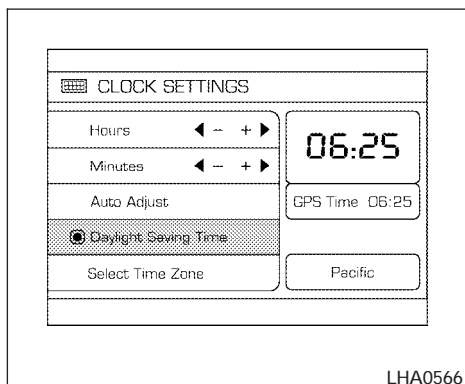 CLOCK SETTINGS
Hours ◀ - + ▶
Minutes ◀ - + ▶
Auto Adjust
Daylight Saving Time
Select Time Zone
06:25
GPS Time 06:25
Pacific
LHA0566